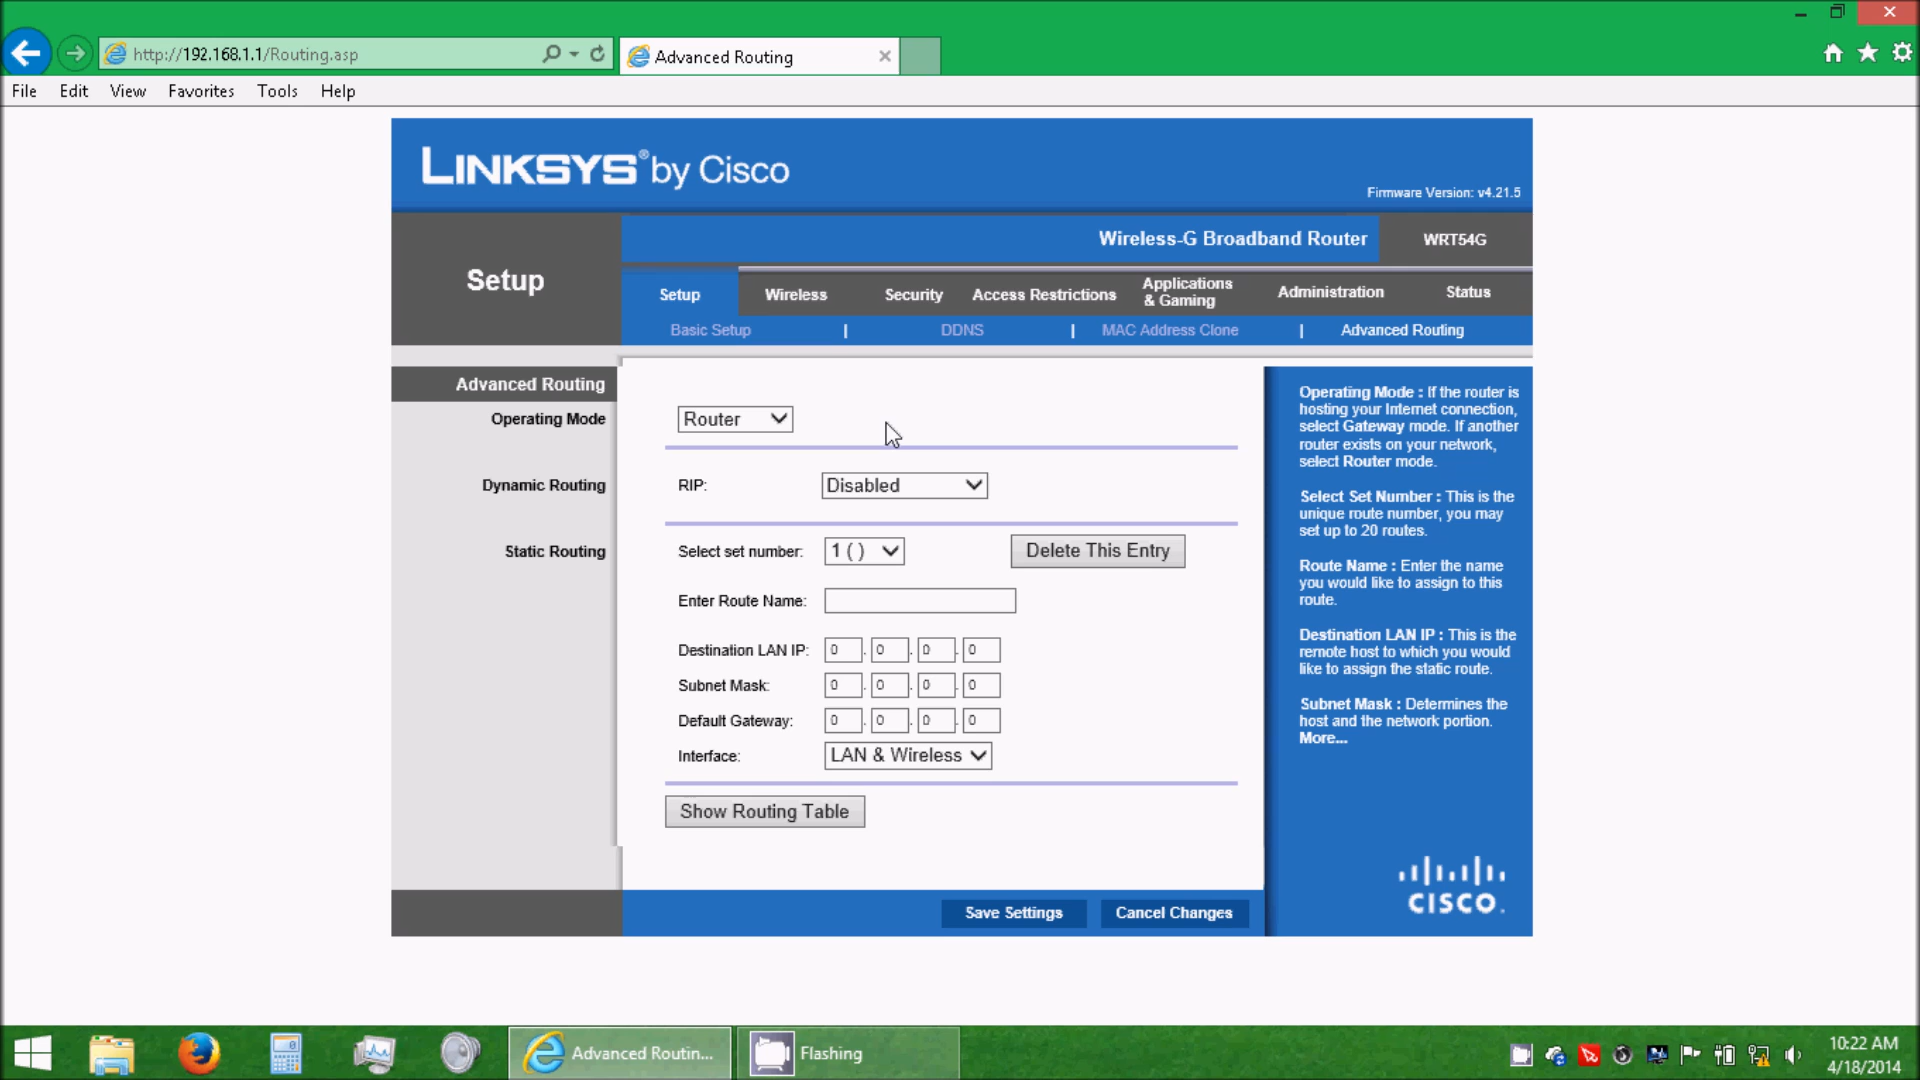 http://192.168.1.1/Routing.asp
Advanced Routing
File Edit View Favorites Tools Help
LINKSYS® by Cisco
Firmware Version: v4.21.5
Wireless-G Broadband Router WRT54G
Setup
Setup Wireless Security Access Restrictions Applications & Gaming Administration Status
Basic Setup | DDNS | MAC Address Clone | Advanced Routing
Advanced Routing
Operating Mode Router
Dynamic Routing RIP: Disabled
Static Routing Select set number: 1 ( ) Delete This Entry
Enter Route Name:
Destination LAN IP: 0 . 0 . 0 . 0
Subnet Mask: 0 . 0 . 0 . 0
Default Gateway: 0 . 0 . 0 . 0
Interface: LAN & Wireless
Show Routing Table
Operating Mode : If the router is
hosting your Internet connection,
select Gateway mode. If another
router exists on your network,
select Router mode.
Select Set Number : This is the
unique route number, you may
set up to 20 routes.
Route Name : Enter the name
you would like to assign to this
route.
Destination LAN IP : This is the
remote host to which you would
like to assign the static route.
Subnet Mask : Determines the
host and the network portion.
More...
CISCO.
Save Settings Cancel Changes
Advanced Routin... Flashing
10:22 AM
4/18/2014